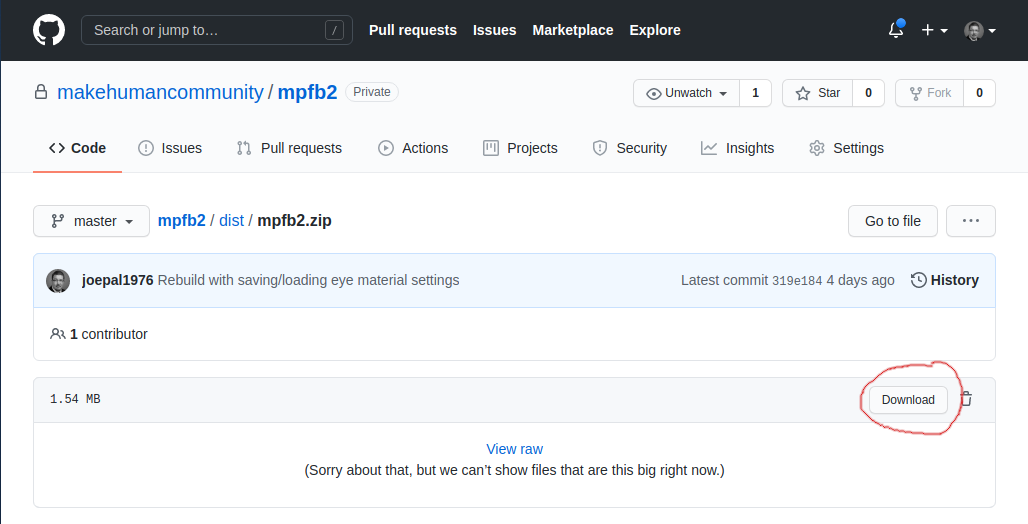 Search or jump to… / Pull requests Issues Marketplace Explore
makehumancommunity / mpfb2 Private Unwatch 1 Star 0 Fork 0
Code Issues Pull requests Actions Projects Security Insights Settings
master mpfb2 / dist / mpfb2.zip Go to file ...
joepal1976 Rebuild with saving/loading eye material settings Latest commit 319e184 4 days ago History
1 contributor
1.54 MB Download
View raw
(Sorry about that, but we can’t show files that are this big right now.)